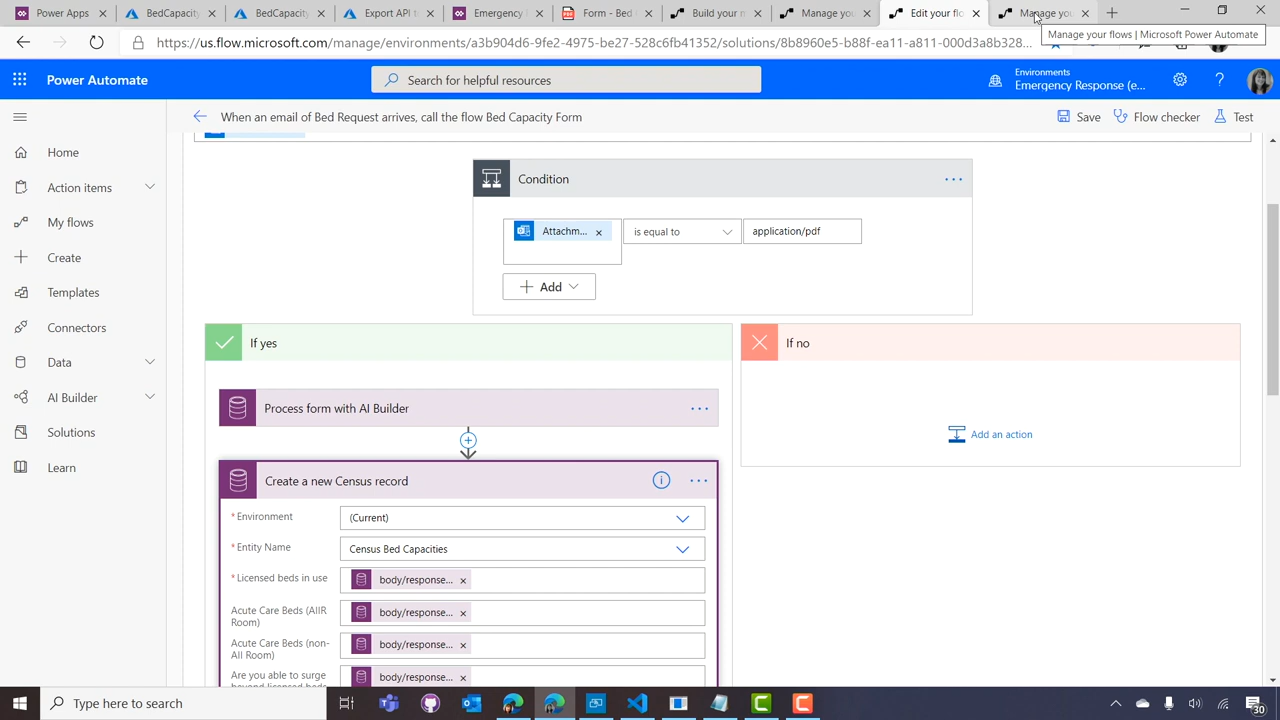 Power Apps
BedCapacity
BedCapacity
Export API t
Emergency
Form - Bed
Build your n
Manage you
Edit your flo
Manage you
Manage your flows | Microsoft Power Automate
https://us.flow.microsoft.com/manage/environments/a3b904d6-9fe2-4975-be27-528c6fb41352/solutions/8b8960e5-b88f-ea11-a811-000d3a8b328...
Power Automate
Search for helpful resources
Environments
Emergency Response (e...
When an email of Bed Request arrives, call the flow Bed Capacity Form
Save
Flow checker
Test
Home
Action items
My flows
Create
Templates
Connectors
Data
AI Builder
Solutions
Learn
Condition
Attachm...
is equal to
application/pdf
Add
If yes
If no
Process form with AI Builder
Add an action
Create a new Census record
* Environment
(Current)
* Entity Name
Census Bed Capacities
* Licensed beds in use
body/response...
Acute Care Beds (AIIR
Room)
body/response...
Acute Care Beds (non-
AII Room)
body/response...
Are you able to surge
beyond licensed beds
body/response...
Type here to search
30